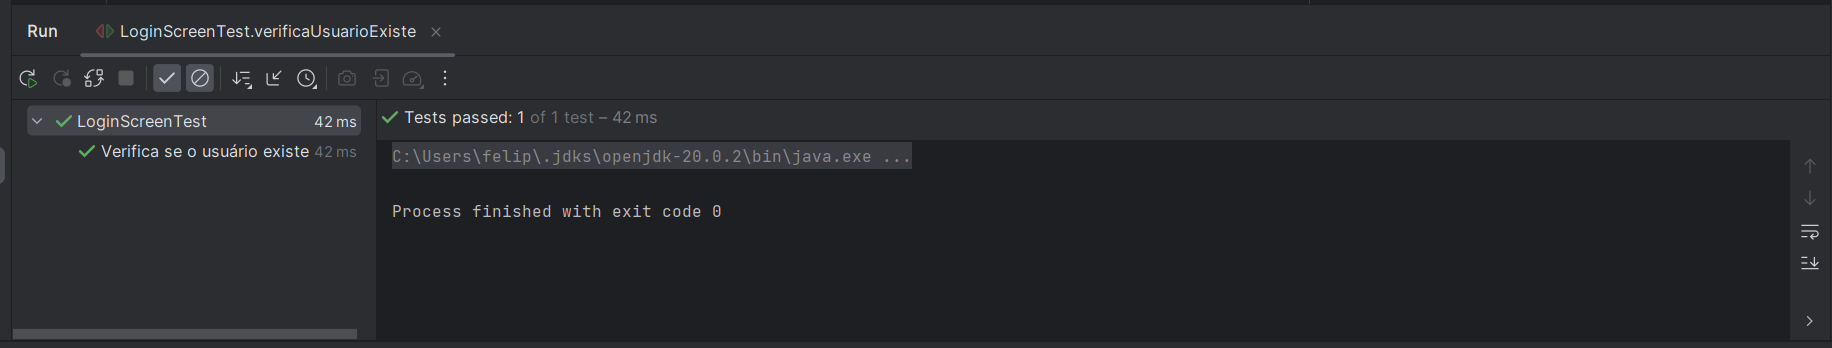 Run LoginScreenTest.verificaUsuarioExiste
LoginScreenTest 42 ms
Verifica se o usuário existe 42 ms
Tests passed: 1 of 1 test – 42 ms
C:\Users\felip\.jdks\openjdk-20.0.2\bin\java.exe ...
Process finished with exit code 0